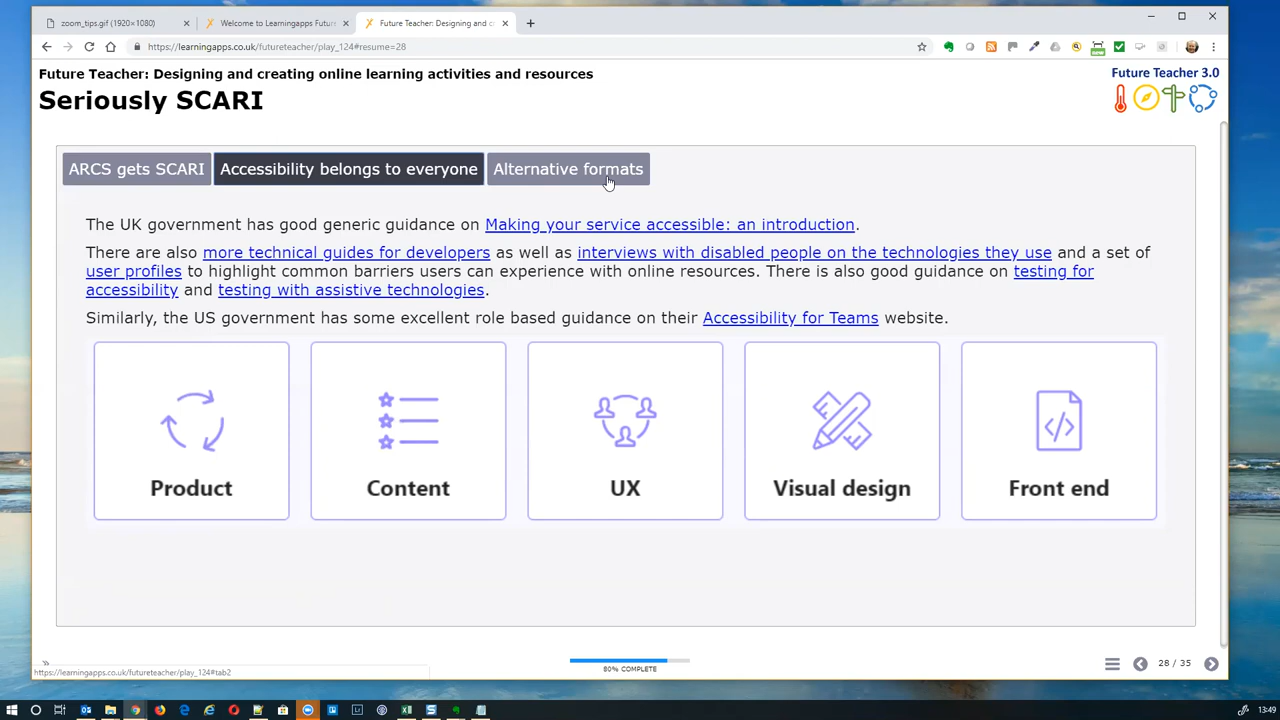 zoom_tips.gif (1920×1080)
Welcome to Learningapps Futur
Future Teacher: Designing and c
https://learningapps.co.uk/futureteacher/play_124#resume=28
Future Teacher: Designing and creating online learning activities and resources
Future Teacher 3.0
Seriously SCARI
ARCS gets SCARI
Accessibility belongs to everyone
Alternative formats
The UK government has good generic guidance on Making your service accessible: an introduction.
There are also more technical guides for developers as well as interviews with disabled people on the technologies they use and a set of
user profiles to highlight common barriers users can experience with online resources. There is also good guidance on testing for
accessibility and testing with assistive technologies.
Similarly, the US government has some excellent role based guidance on their Accessibility for Teams website.
Product
Content
UX
Visual design
Front end
80% COMPLETE
28 / 35
https://learningapps.co.uk/futureteacher/play_124#tab2
13:49